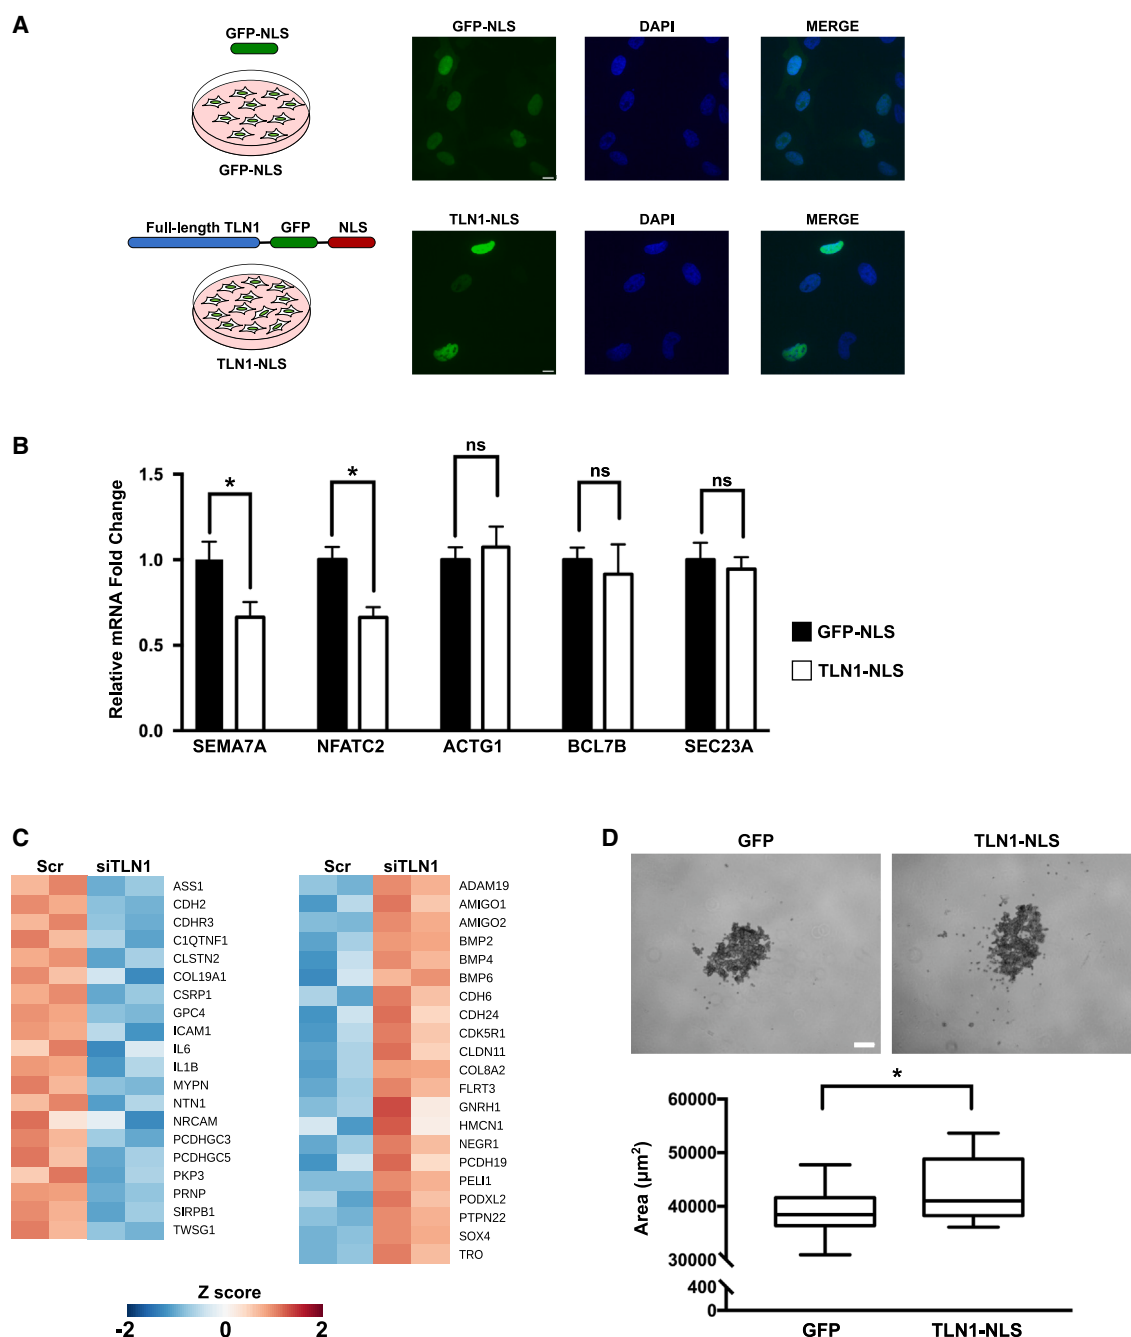 A
GFP-NLS
GFP-NLS
GFP-NLS
DAPI
MERGE
Full-length TLN1
GFP
NLS
TLN1-NLS
TLN1-NLS
DAPI
MERGE
B
Relative mRNA Fold Change
1.5
1.0
0.5
0.0
*
*
ns
ns
ns
SEMA7A
NFATC2
ACTG1
BCL7B
SEC23A
GFP-NLS
TLN1-NLS
C
Scr
siTLN1
ASS1
CDH2
CDHR3
C1QTNF1
CLSTN2
COL19A1
CSRP1
GPC4
ICAM1
IL6
IL1B
MYPN
NTN1
NRCAM
PCDHGC3
PCDHGC5
PKP3
PRNP
SIRPB1
TWSG1
Scr
siTLN1
ADAM19
AMIGO1
AMIGO2
BMP2
BMP4
BMP6
CDH6
CDH24
CDK5R1
CLDN11
COL8A2
FLRT3
GNRH1
HMCN1
NEGR1
PCDH19
PELI1
PODXL2
PTPN22
SOX4
TRO
Z score
-2
0
2
D
GFP
TLN1-NLS
*
Area (µm²)
60000
50000
40000
30000
400
0
GFP
TLN1-NLS